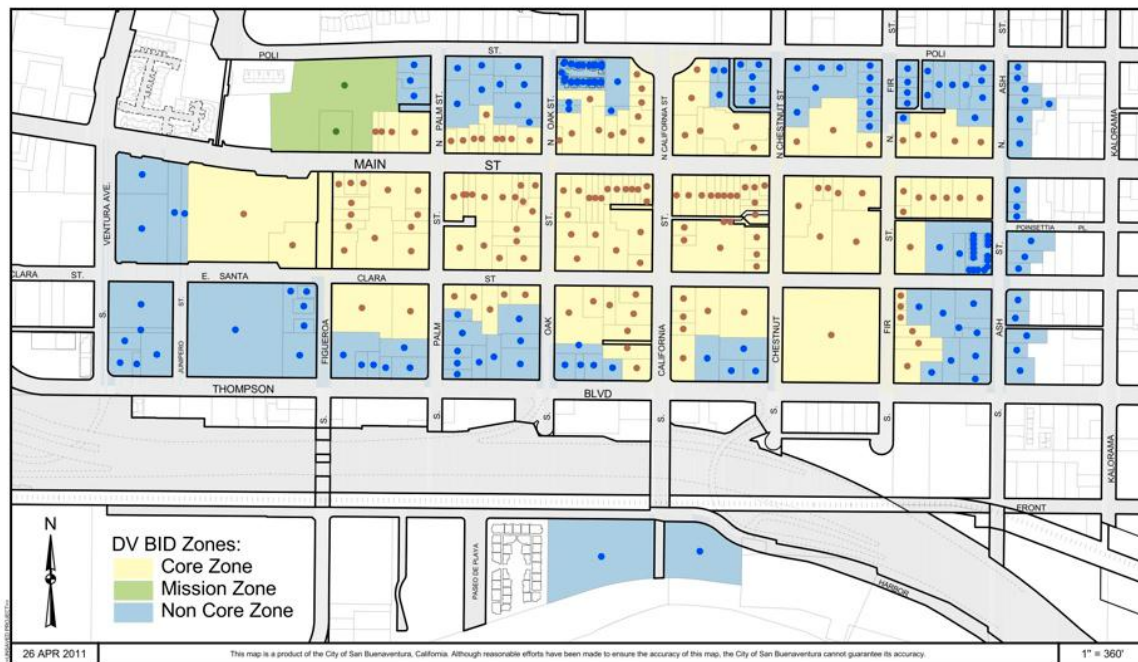 POLI ST. POLI
ST.
ST.
N PALM ST.
N OAK ST.
N CALIFORNIA ST
N CHESTNUT ST
N. FIR
N. ASH
KALORAMA
MAIN ST
VENTURA AVE.
ST.
ST.
ST.
ST.
ST.
POINSETTIA PL.
CLARA ST.
E. SANTA CLARA ST
S.
JUNIPERO ST.
FIGUEROA
PALM
OAK
CALIFORNIA
CHESTNUT
FIR
ASH
THOMPSON BLVD
S.
S.
S.
S.
S.
S.
S.
KALORAMA
FRONT
HARBOR
PASEO DE PLAYA
N
DV BID Zones:
Core Zone
Mission Zone
Non Core Zone
26 APR 2011
This map is a product of the City of San Buenaventura, California. Although reasonable efforts have been made to ensure the accuracy of this map, the City of San Buenaventura cannot guarantee its accuracy.
1" = 360'